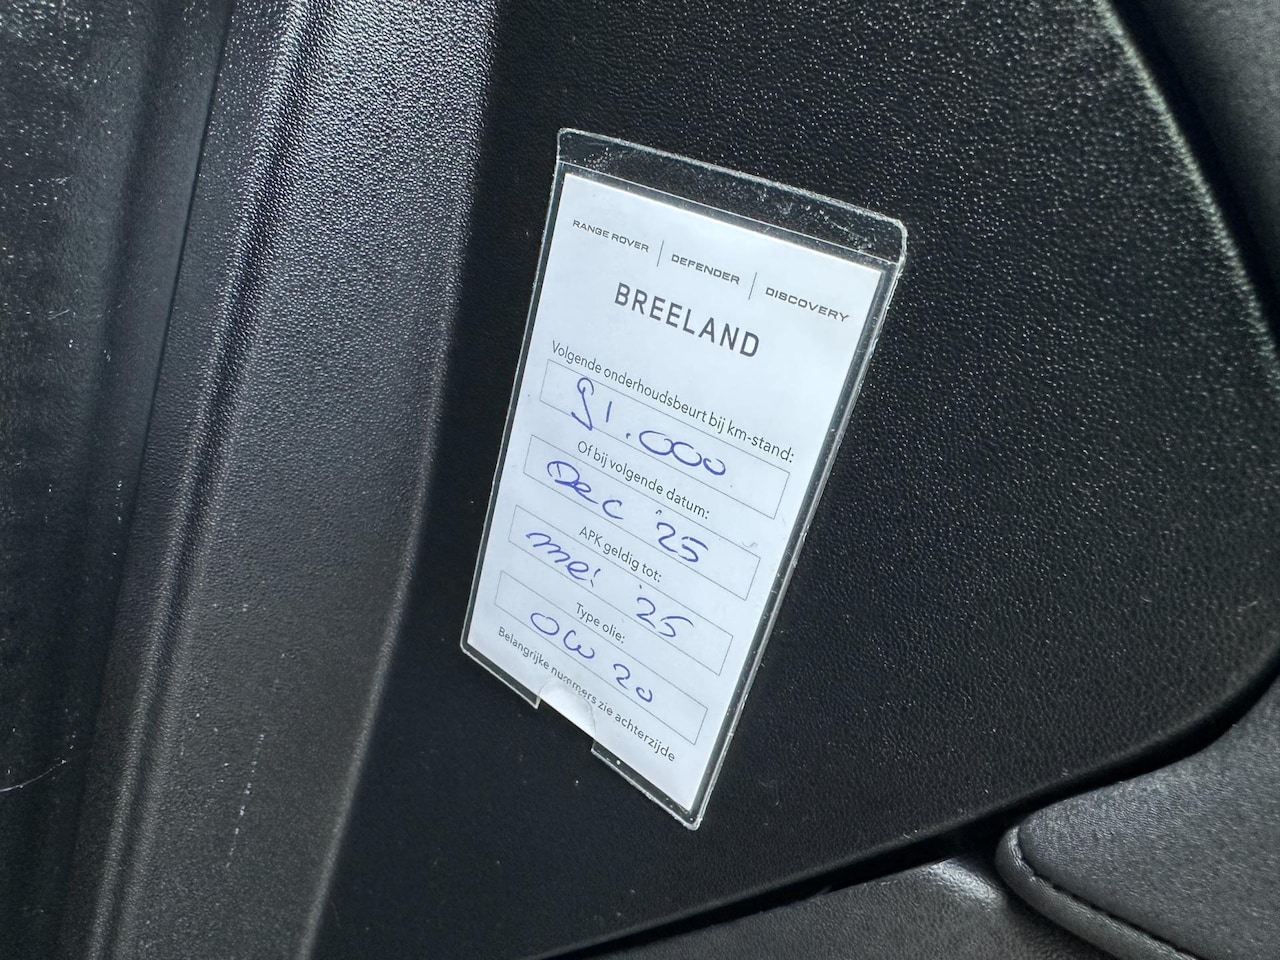 RANGE ROVER | DEFENDER | DISCOVERY
BREELAND
Volgende onderhoudsbeurt bij km-stand:
91.000
Of bij volgende datum:
Dec '25
APK geldig tot:
mei '25
Type olie:
OW 20
Belangrijke nummers zie achterzijde